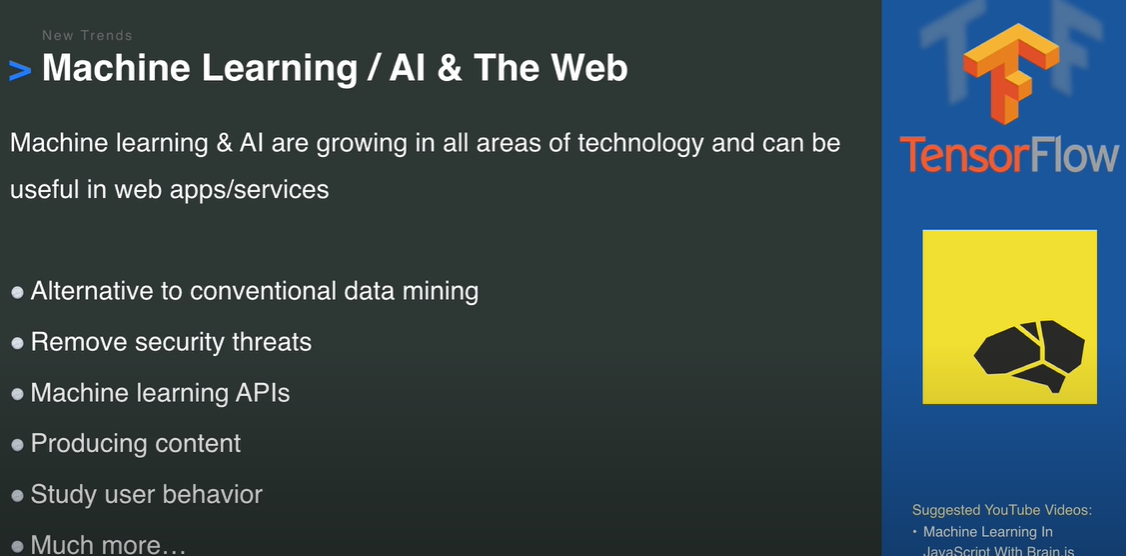 New Trends
> Machine Learning / AI & The Web
Machine learning & AI are growing in all areas of technology and can be
useful in web apps/services
• Alternative to conventional data mining
• Remove security threats
• Machine learning APIs
• Producing content
• Study user behavior
• Much more…
TF
TensorFlow
Suggested YouTube Videos:
• Machine Learning In
JavaScript With Brain.js